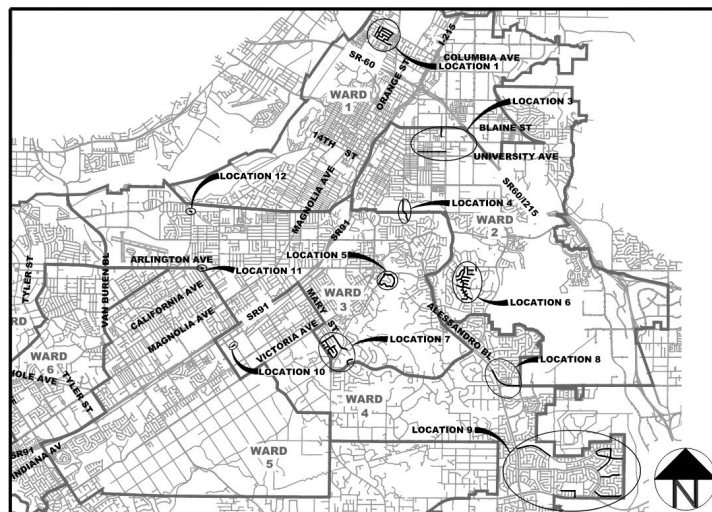 I-215
COLUMBIA AVE
LOCATION 1
SR-60
ORANGE ST
WARD
1
LOCATION 3
BLAINE ST
14TH ST
UNIVERSITY AVE
MAGNOLIA AVE
LOCATION 12
SR60/I215
LOCATION 4
WARD
2
SR91
ARLINGTON AVE
LOCATION 5
LOCATION 11
TYLER ST
VAN BUREN BL
CALIFORNIA AVE
WARD
3
MARY ST
LOCATION 6
MAGNOLIA AVE
SR91
VICTORIA AVE
ALESSANDRO BL
LOCATION 7
WARD
6
LOCATION 8
LOCATION 10
HOLE AVE
TYLER ST
WARD
4
LOCATION 9
SR91
INDIANA AV
WARD
5
N